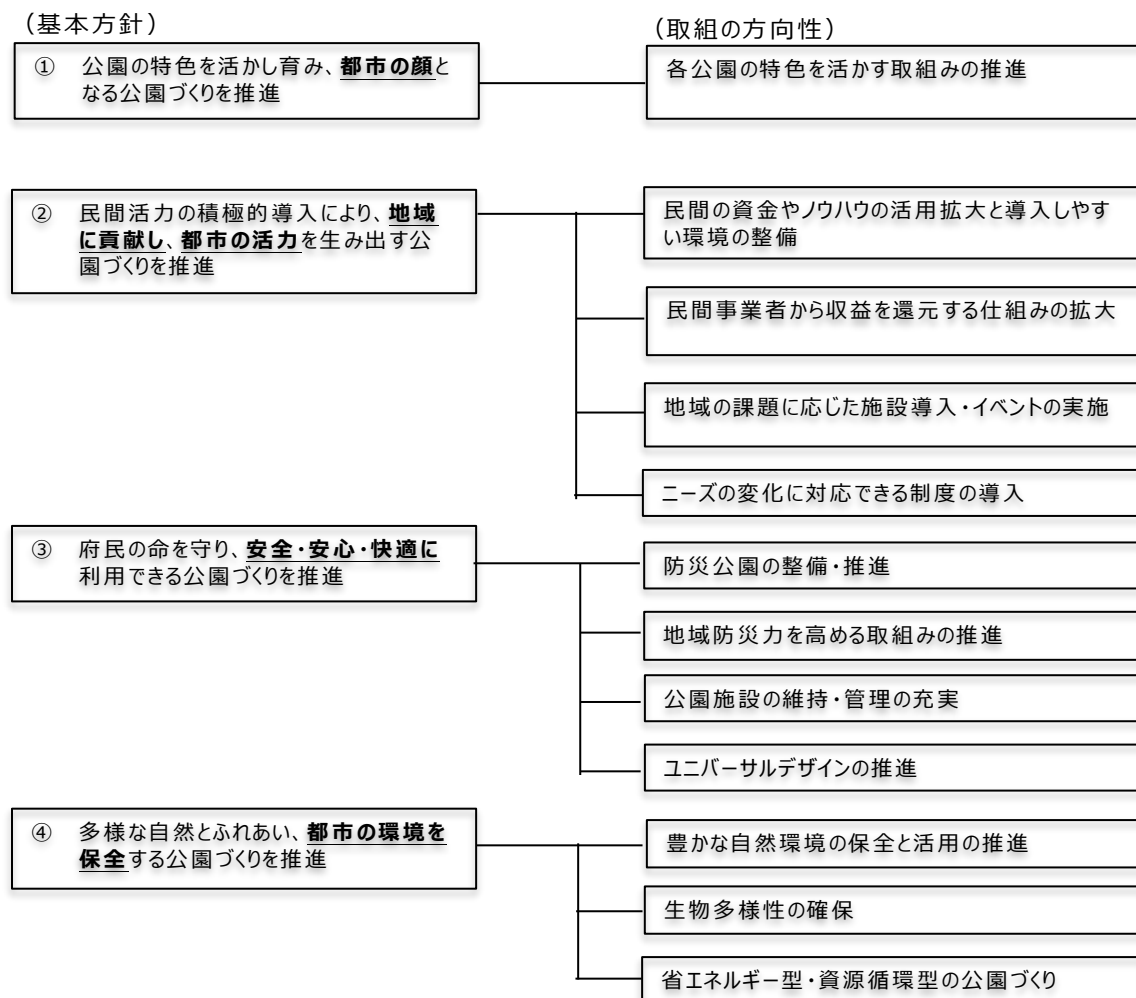 (基本方針)
(取組の方向性)
① 公園の特色を活かし育み、都市の顔と
なる公園づくりを推進
各公園の特色を活かす取組みの推進
② 民間活力の積極的導入により、地域
に貢献し、都市の活力を生み出す公
園づくりを推進
民間の資金やノウハウの活用拡大と導入しやす
い環境の整備
民間事業者から収益を還元する仕組みの拡大
地域の課題に応じた施設導入・イベントの実施
ニーズの変化に対応できる制度の導入
③ 府民の命を守り、安全・安心・快適に
利用できる公園づくりを推進
防災公園の整備・推進
地域防災力を高める取組みの推進
公園施設の維持・管理の充実
ユニバーサルデザインの推進
④ 多様な自然とふれあい、都市の環境を
保全する公園づくりを推進
豊かな自然環境の保全と活用の推進
生物多様性の確保
省エネルギー型・資源循環型の公園づくり